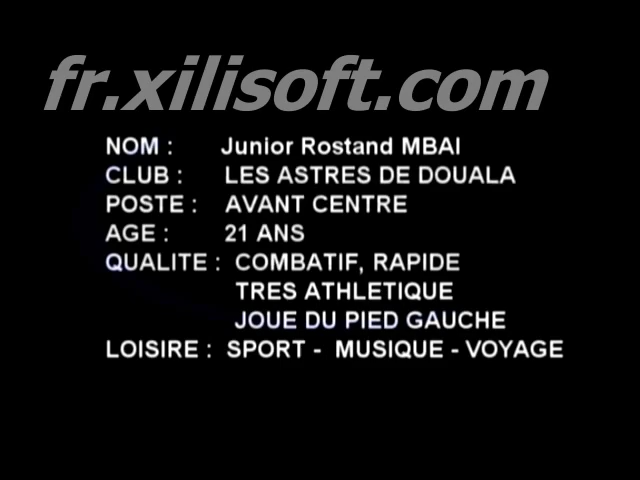 fr.xilisoft.com
NOM : Junior Rostand MBAI
CLUB : LES ASTRES DE DOUALA
POSTE : AVANT CENTRE
AGE : 21 ANS
QUALITE : COMBATIF, RAPIDE
TRES ATHLETIQUE
JOUE DU PIED GAUCHE
LOISIRE : SPORT - MUSIQUE - VOYAGE